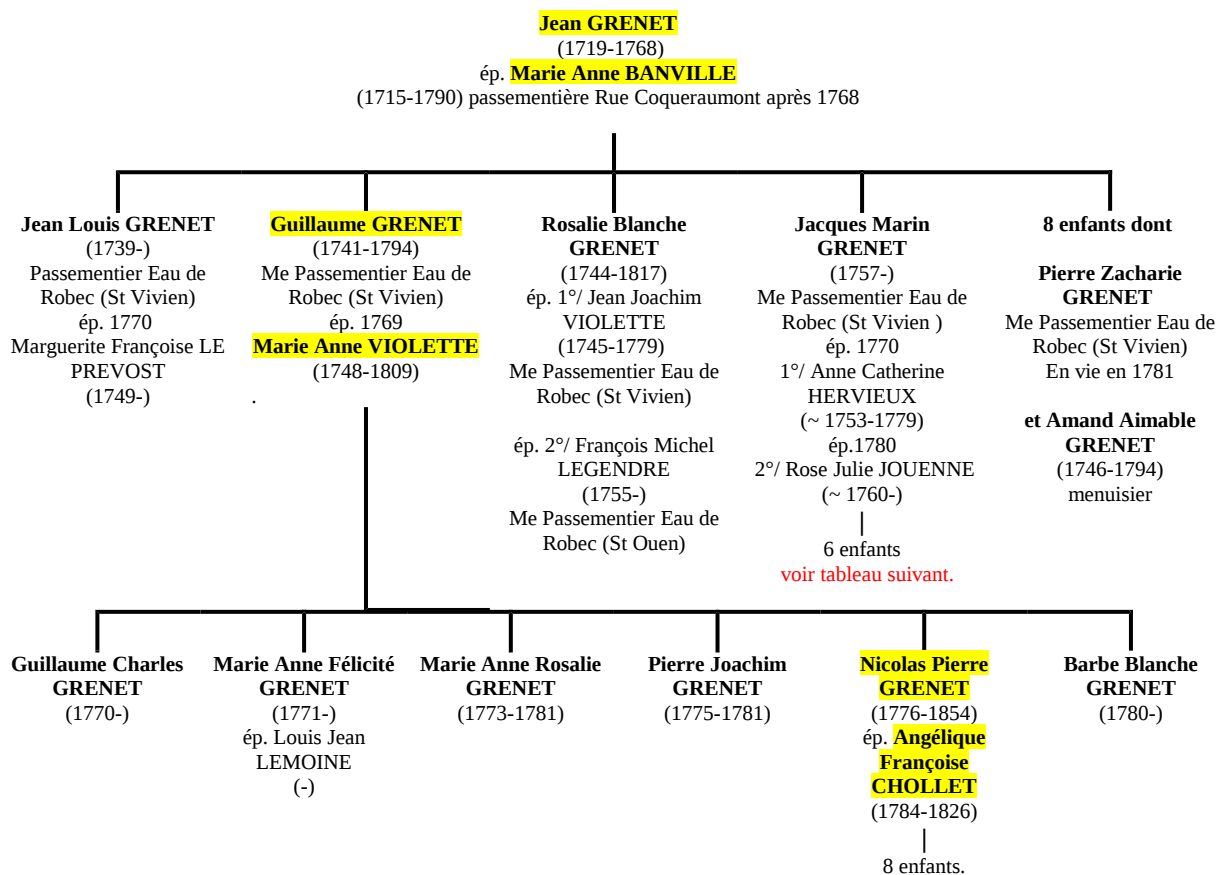 Jean GRENET
(1719-1768)
ép. Marie Anne BANVILLE
(1715-1790) passementière Rue Coqueraumont après 1768
Jean Louis GRENET
(1739-)
Passementier Eau de
Robec (St Vivien)
ép. 1770
Marguerite Françoise LE
PREVOST
(1749-)
Guillaume GRENET
(1741-1794)
Me Passementier Eau de
Robec (St Vivien)
ép. 1769
Marie Anne VIOLETTE
(1748-1809)
.
Rosalie Blanche
GRENET
(1744-1817)
ép. 1°/ Jean Joachim
VIOLETTE
(1745-1779)
Me Passementier Eau de
Robec (St Vivien)
ép. 2°/ François Michel
LEGENDRE
(1755-)
Me Passementier Eau de
Robec (St Ouen)
Jacques Marin
GRENET
(1757-)
Me Passementier Eau de
Robec (St Vivien )
ép. 1770
1°/ Anne Catherine
HERVIEUX
(~ 1753-1779)
ép.1780
2°/ Rose Julie JOUENNE
(~ 1760-)
|
6 enfants
voir tableau suivant.
8 enfants dont
Pierre Zacharie
GRENET
Me Passementier Eau de
Robec (St Vivien)
En vie en 1781
et Amand Aimable
GRENET
(1746-1794)
menuisier
Guillaume Charles
GRENET
(1770-)
Marie Anne Félicité
GRENET
(1771-)
ép. Louis Jean
LEMOINE
(-)
Marie Anne Rosalie
GRENET
(1773-1781)
Pierre Joachim
GRENET
(1775-1781)
Nicolas Pierre
GRENET
(1776-1854)
ép. Angélique
Françoise
CHOLLET
(1784-1826)
|
8 enfants.
Barbe Blanche
GRENET
(1780-)